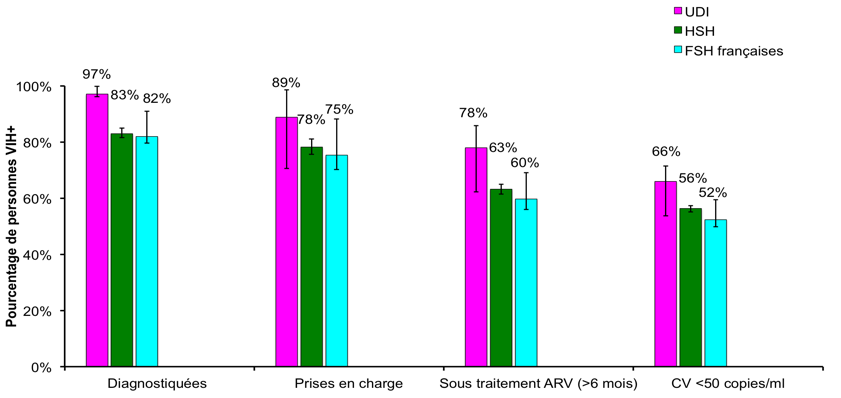 UDI
HSH
FSH françaises
Pourcentage de personnes VIH+
100%
80%
60%
40%
20%
0%
97%
83%
82%
89%
78%
75%
78%
63%
60%
66%
56%
52%
Diagnostiquées
Prises en charge
Sous traitement ARV (>6 mois)
CV <50 copies/ml